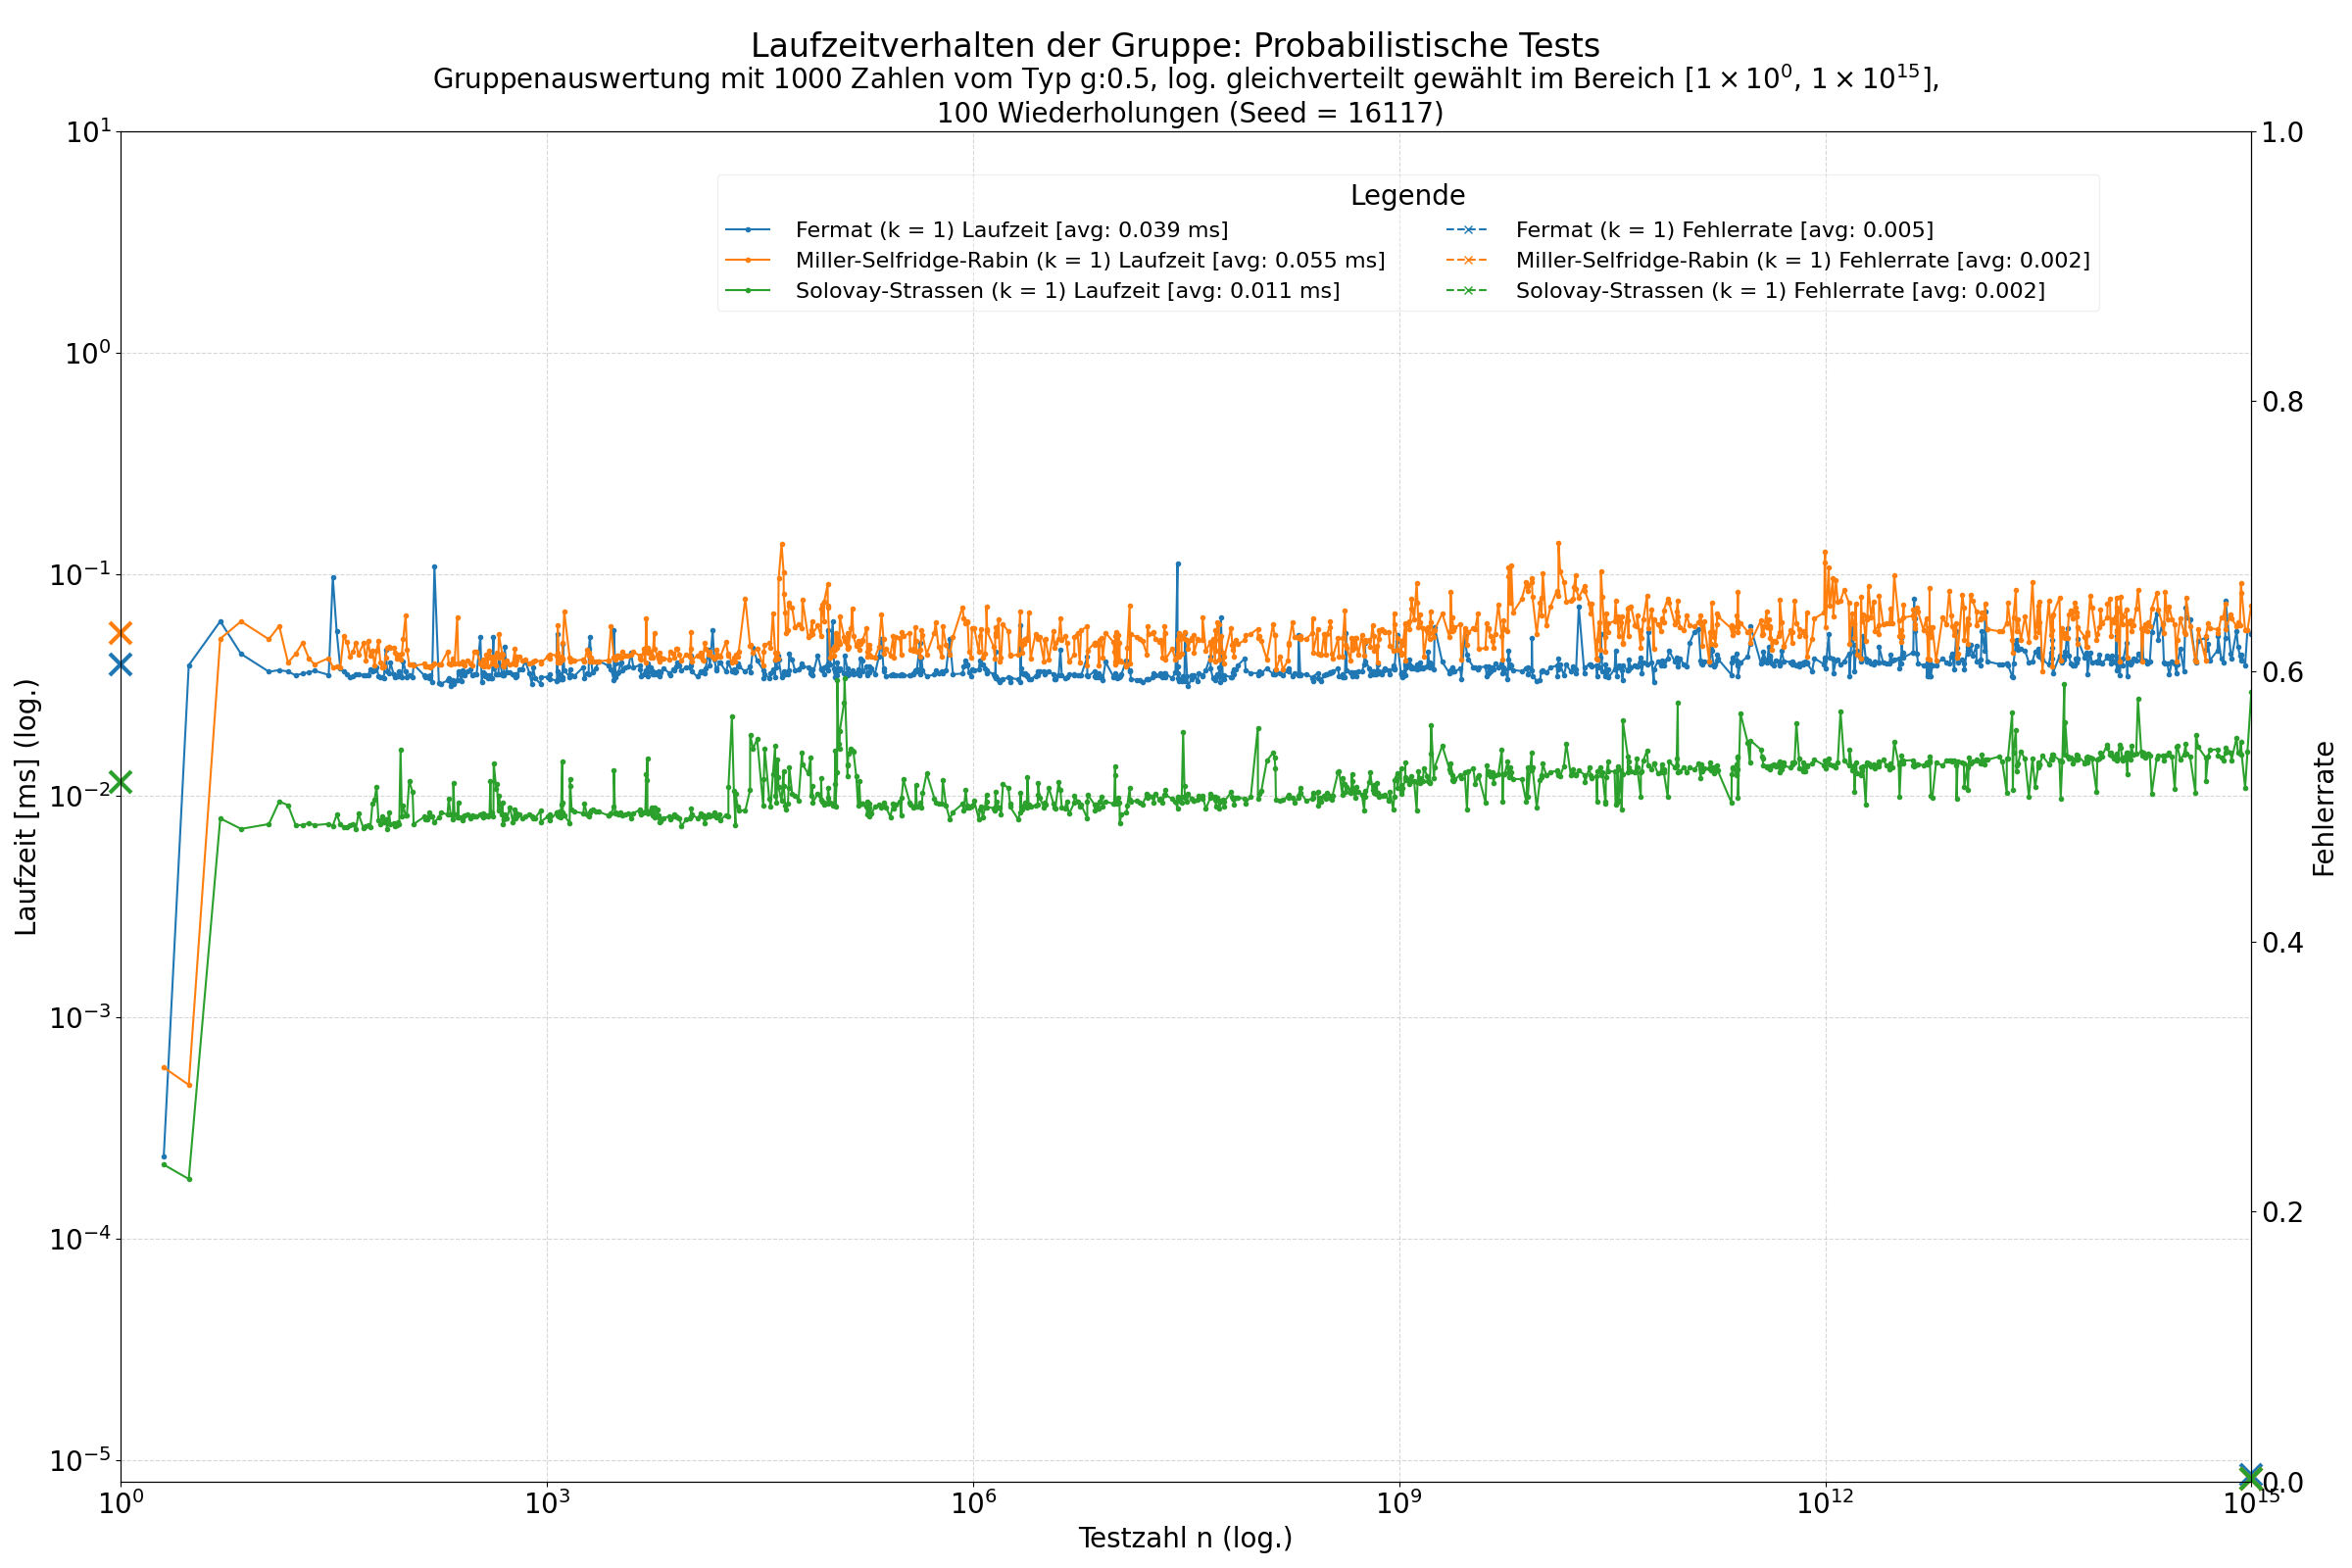 Laufzeitverhalten der Gruppe: Probabilistische Tests
Gruppenauswertung mit 1000 Zahlen vom Typ g:0.5, log. gleichverteilt gewählt im Bereich [1 × 10⁰, 1 × 10¹⁵],
100 Wiederholungen (Seed = 16117)
Legende
Fermat (k = 1) Laufzeit [avg: 0.039 ms]
Miller-Selfridge-Rabin (k = 1) Laufzeit [avg: 0.055 ms]
Solovay-Strassen (k = 1) Laufzeit [avg: 0.011 ms]
Fermat (k = 1) Fehlerrate [avg: 0.005]
Miller-Selfridge-Rabin (k = 1) Fehlerrate [avg: 0.002]
Solovay-Strassen (k = 1) Fehlerrate [avg: 0.002]
Laufzeit [ms] (log.)
10¹
10⁰
10⁻¹
10⁻²
10⁻³
10⁻⁴
10⁻⁵
1.0
0.8
0.6
0.4
0.2
0.0
Fehlerrate
10⁰
10³
10⁶
10⁹
10¹²
10¹⁵
Testzahl n (log.)